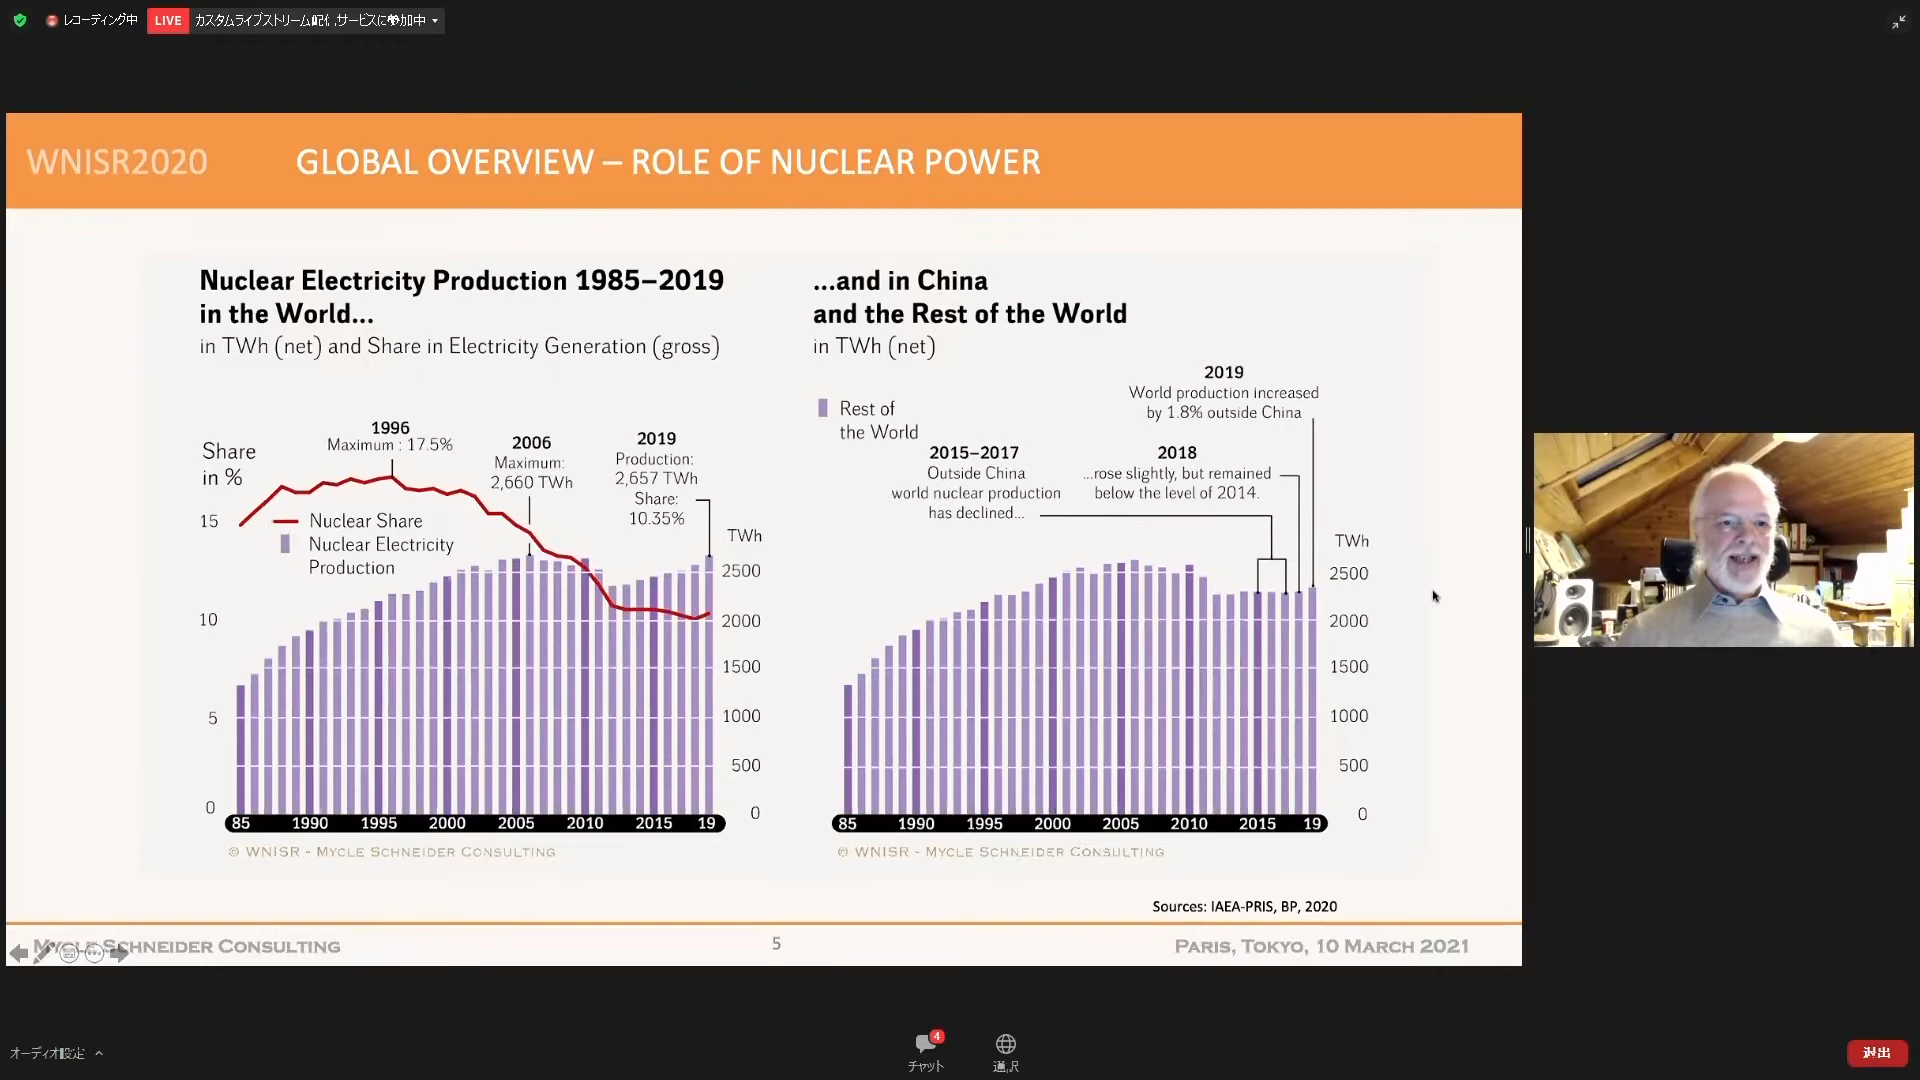 レコーディング中
LIVE
カスタムライブストリーム配信サービスに参加中
WNISR2020
GLOBAL OVERVIEW – ROLE OF NUCLEAR POWER
Nuclear Electricity Production 1985–2019
in the World...
in TWh (net) and Share in Electricity Generation (gross)
Share
in %
1996
Maximum : 17.5%
2006
Maximum:
2,660 TWh
2019
Production:
2,657 TWh
Share:
10.35%
Nuclear Share
Nuclear Electricity
Production
15
10
5
0
TWh
2500
2000
1500
1000
500
0
85 1990 1995 2000 2005 2010 2015 19
© WNISR - MYCLE SCHNEIDER CONSULTING
...and in China
and the Rest of the World
in TWh (net)
Rest of
the World
2015–2017
Outside China
world nuclear production
has declined...
2018
...rose slightly, but remained
below the level of 2014.
2019
World production increased
by 1.8% outside China
TWh
2500
2000
1500
1000
500
0
85 1990 1995 2000 2005 2010 2015 19
© WNISR - MYCLE SCHNEIDER CONSULTING
Sources: IAEA-PRIS, BP, 2020
MYCLE SCHNEIDER CONSULTING
5
PARIS, TOKYO, 10 MARCH 2021
オーディオ設定
4
チャット
通訳
退出